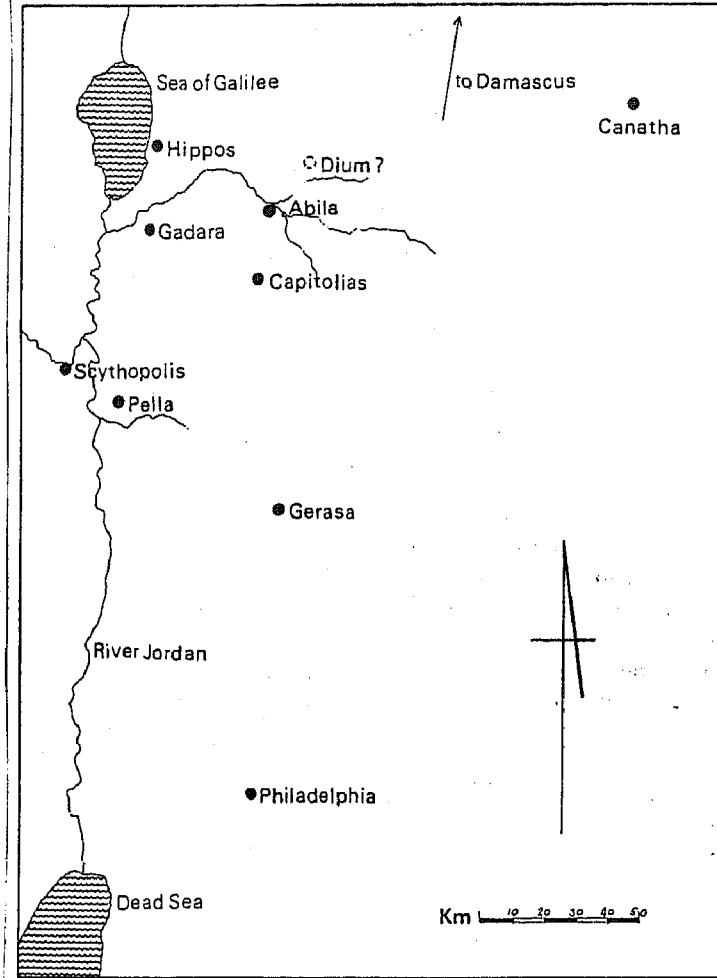 Sea of Galilee
to Damascus
Canatha
Hippos
Dium ?
Abila
Gadara
Capitolias
Scythopolis
Pella
Gerasa
River Jordan
Philadelphia
Dead Sea
Km 10 20 30 40 50